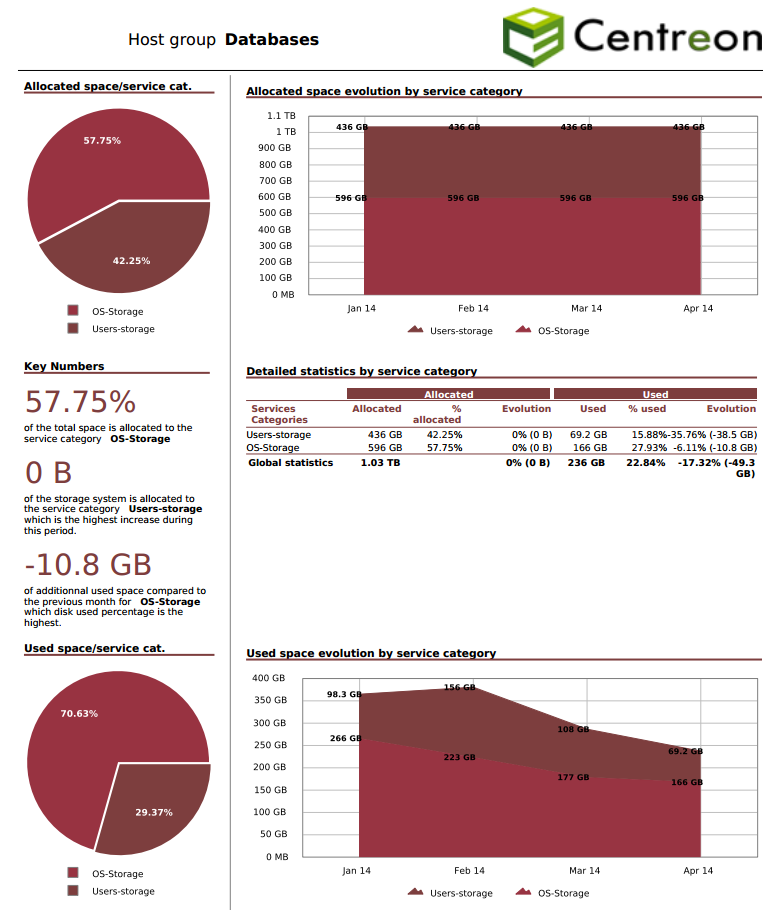 Host group Databases
Centreon
Allocated space/service cat.
57.75%
42.25%
OS-Storage
Users-storage
Allocated space evolution by service category
1.1 TB
1 TB
900 GB
800 GB
700 GB
600 GB
500 GB
400 GB
300 GB
200 GB
100 GB
0 MB
436 GB 436 GB 436 GB 436 GB
596 GB 596 GB 596 GB 596 GB
Jan 14 Feb 14 Mar 14 Apr 14
Users-storage OS-Storage
Key Numbers
57.75%
of the total space is allocated to the
service category OS-Storage
0 B
of the storage system is allocated to
the service category Users-storage
which is the highest increase during
this period.
-10.8 GB
of additionnal used space compared to
the previous month for OS-Storage
which disk used percentage is the
highest.
Detailed statistics by service category
Allocated Used
Services Allocated % Evolution Used % used Evolution
Categories allocated
Users-storage 436 GB 42.25% 0% (0 B) 69.2 GB 15.88% -35.76% (-38.5 GB)
OS-Storage 596 GB 57.75% 0% (0 B) 166 GB 27.93% -6.11% (-10.8 GB)
Global statistics 1.03 TB 0% (0 B) 236 GB 22.84% -17.32% (-49.3
GB)
Used space/service cat.
70.63%
29.37%
OS-Storage
Users-storage
Used space evolution by service category
400 GB
350 GB
300 GB
250 GB
200 GB
150 GB
100 GB
50 GB
0 MB
98.3 GB 156 GB 108 GB 69.2 GB
266 GB 223 GB 177 GB 166 GB
Jan 14 Feb 14 Mar 14 Apr 14
Users-storage OS-Storage